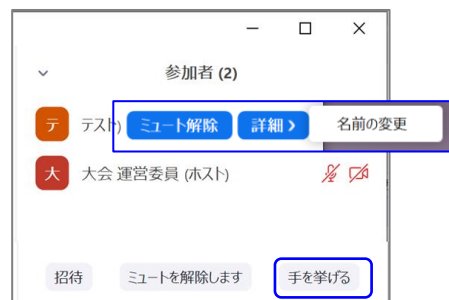 参加者 (2)
テ テスト) ミュート解除 詳細 名前の変更
大 大会 運営委員 (ホスト)
招待 ミュートを解除します 手を挙げる